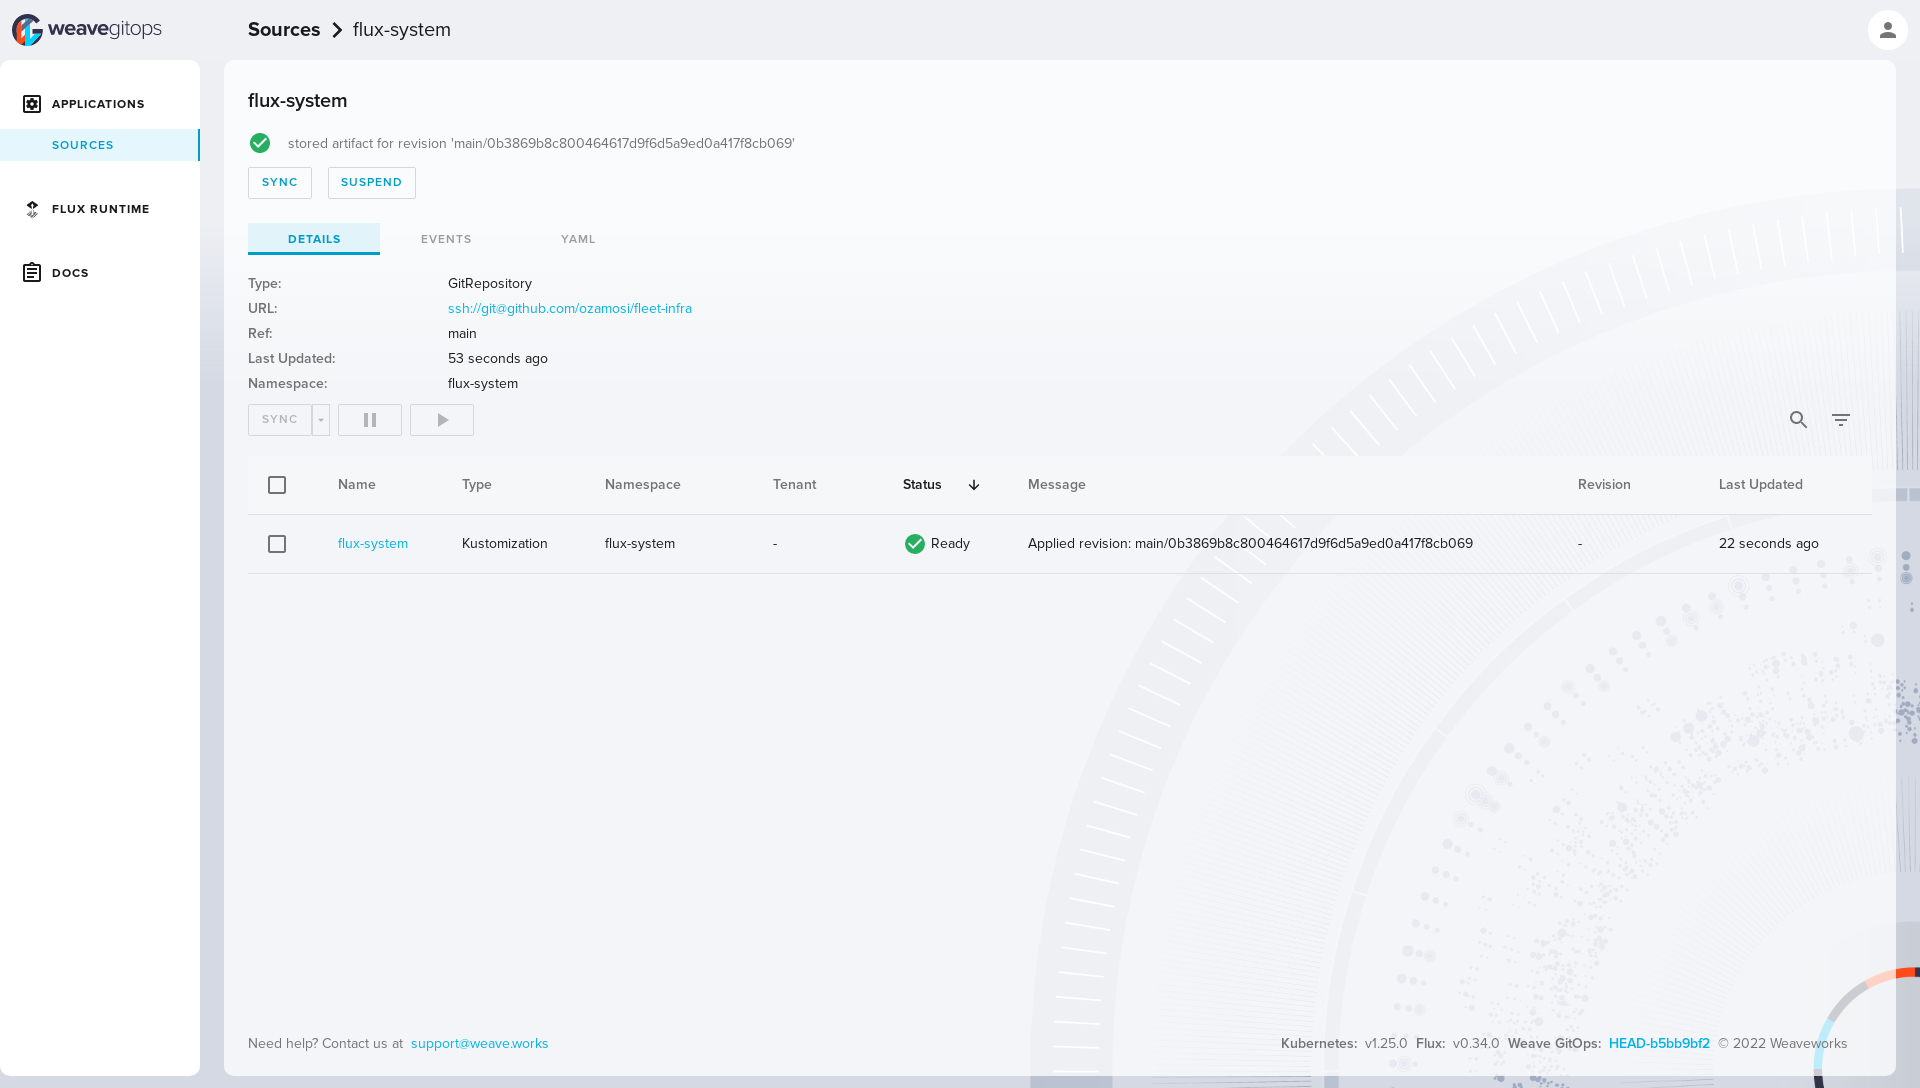 weavegitops
Sources > flux-system
APPLICATIONS
SOURCES
FLUX RUNTIME
DOCS
flux-system
stored artifact for revision 'main/0b3869b8c800464617d9f6d5a9ed0a417f8cb069'
SYNC SUSPEND
DETAILS EVENTS YAML
Type: GitRepository
URL: ssh://git@github.com/ozamosi/fleet-infra
Ref: main
Last Updated: 53 seconds ago
Namespace: flux-system
SYNC
Name Type Namespace Tenant Status Message Revision Last Updated
flux-system Kustomization flux-system - Ready Applied revision: main/0b3869b8c800464617d9f6d5a9ed0a417f8cb069 - 22 seconds ago
Need help? Contact us at support@weave.works
Kubernetes: v1.25.0 Flux: v0.34.0 Weave GitOps: HEAD-b5bb9bf2 © 2022 Weaveworks